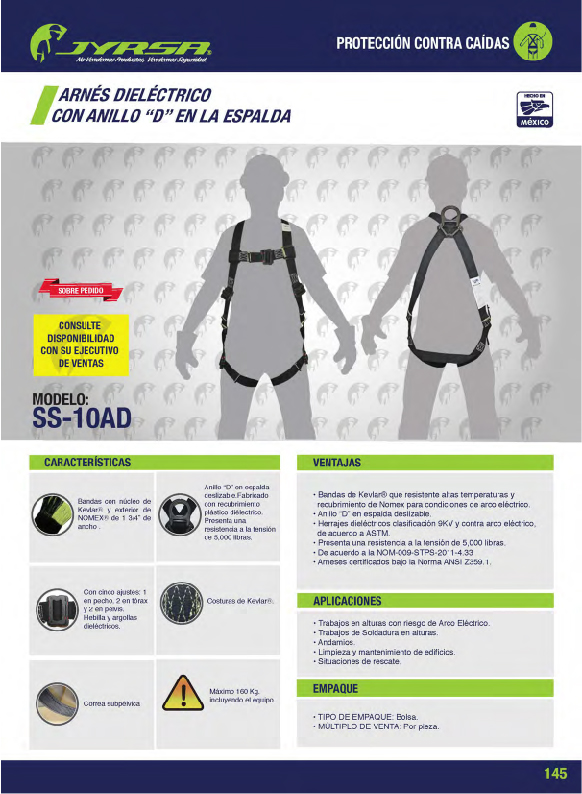 JYRSA®
No Vendemos Productos, Vendemos Seguridad
PROTECCIÓN CONTRA CAÍDAS
ARNÉS DIELÉCTRICO
CON ANILLO “D” EN LA ESPALDA
HECHO EN
MÉXICO
SOBRE PEDIDO
CONSULTE
DISPONIBILIDAD
CON SU EJECUTIVO
DE VENTAS
MODELO:
SS-10AD
CARACTERÍSTICAS
Bandas con núcleo de
Kevlar® y exterior de
NOMEX® de 1 3/4” de
ancho.
Anillo “D” en espalda
deslizable. Fabricado
con recubrimiento
plástico dieléctrico.
Presenta una
resistencia a la tensión
de 5,000 libras.
Con cinco ajustes: 1
en pecho, 2 en tórax
y 2 en pelvis.
Hebilla y argollas
dieléctricos.
Costuras de Kevlar®.
Correa subpélvica
Máximo 160 Kg.
incluyendo el equipo
VENTAJAS
• Bandas de Kevlar® que resistente altas temperaturas y
recubrimiento de Nomex para condiciones de arco eléctrico.
• Anillo “D” en espalda deslizable.
• Herrajes dieléctricos clasificación 9KV y contra arco eléctrico,
de acuerdo a ASTM.
• Presenta una resistencia a la tensión de 5,000 libras.
• De acuerdo a la NOM-009-STPS-2011-4.33
• Arneses certificados bajo la Norma ANSI Z359.1.
APLICACIONES
• Trabajos en alturas con riesgo de Arco Eléctrico.
• Trabajos de Soldadura en alturas.
• Andamios.
• Limpieza y mantenimiento de edificios.
• Situaciones de rescate.
EMPAQUE
• TIPO DE EMPAQUE: Bolsa.
• MÚLTIPLO DE VENTA: Por pieza.
145